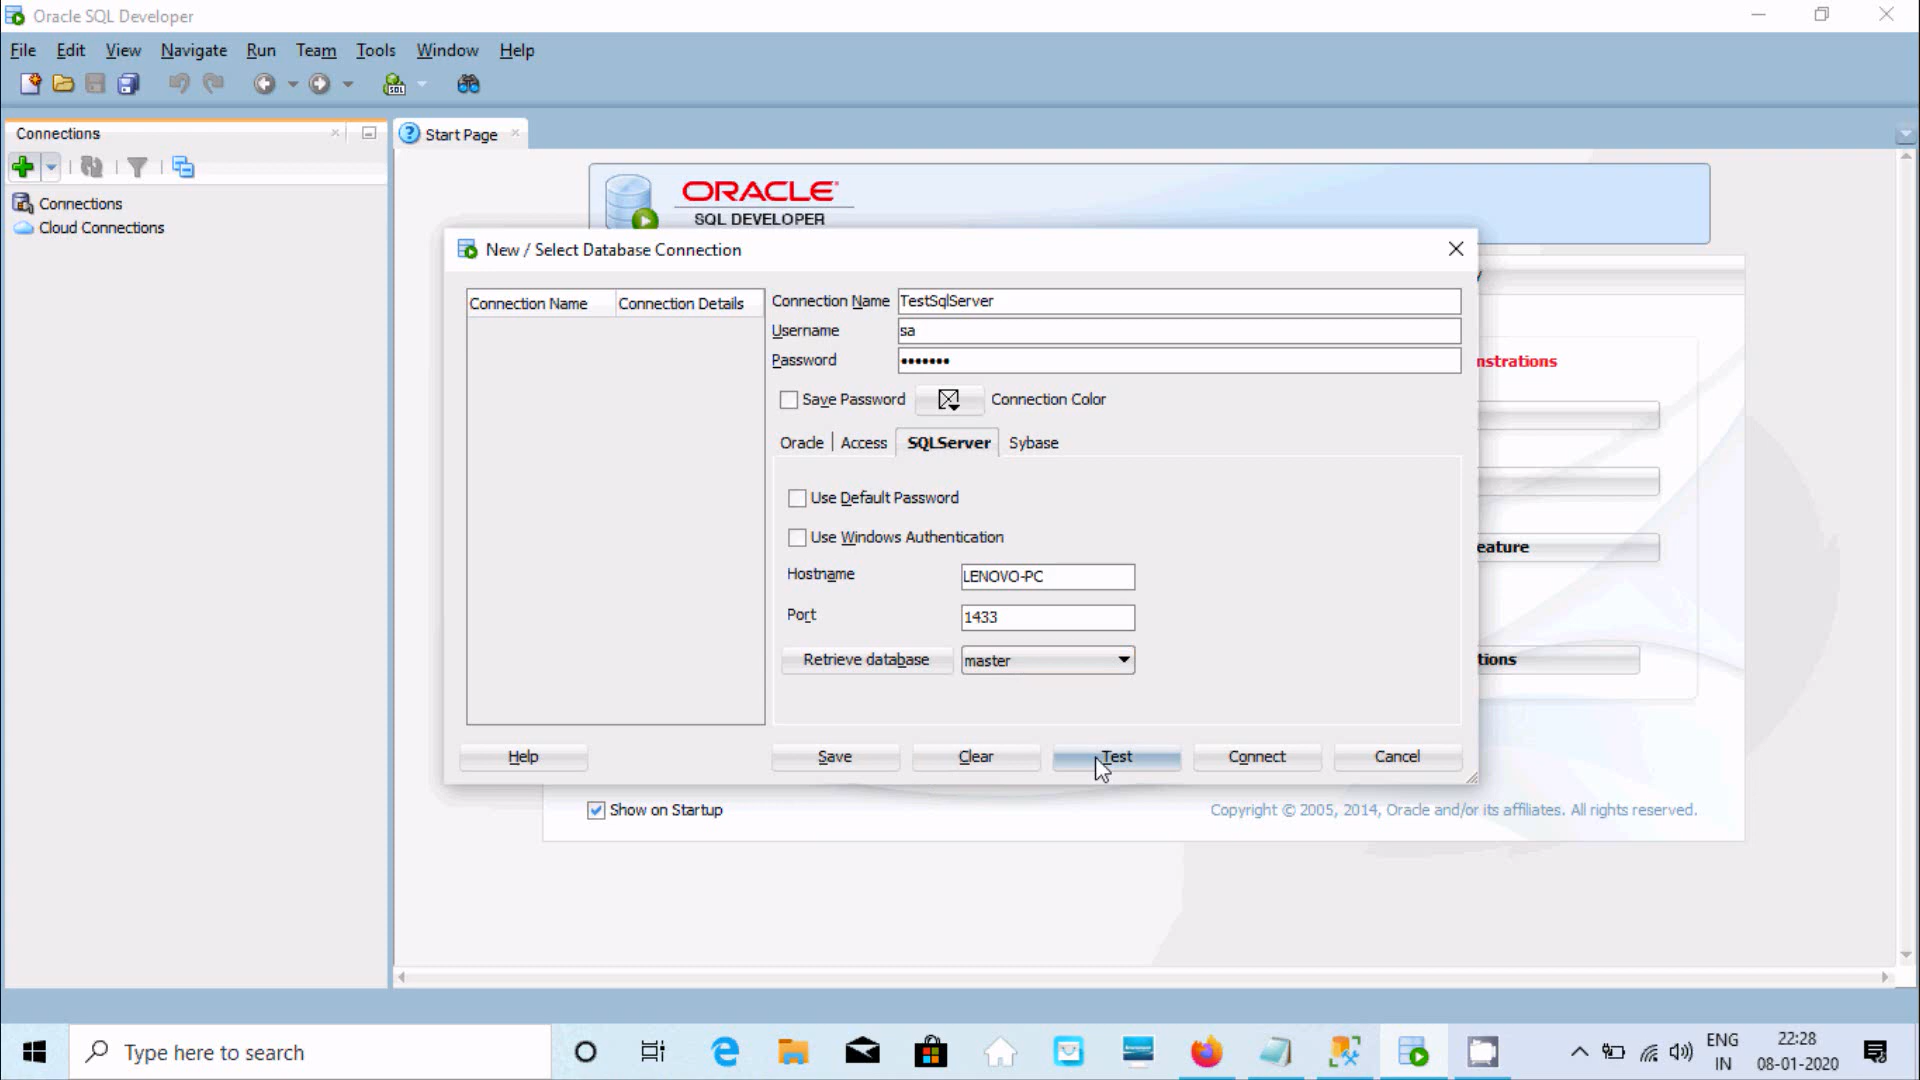 Oracle SQL Developer
File Edit View Navigate Run Team Tools Window Help
SQL
Connections
Start Page
Connections
Cloud Connections
ORACLE
SQL DEVELOPER
New / Select Database Connection
Connection Name Connection Details
Connection Name TestSqlServer
Username sa
Password •••••••
Save Password Connection Color
Oracle Access SQLServer Sybase
Use Default Password
Use Windows Authentication
Hostname LENOVO-PC
Port 1433
Retrieve database master
Help Save Clear Test Connect Cancel
nstrations
eature
tions
Show on Startup
Copyright © 2005, 2014, Oracle and/or its affiliates. All rights reserved.
Type here to search
ENG
IN
22:28
08-01-2020